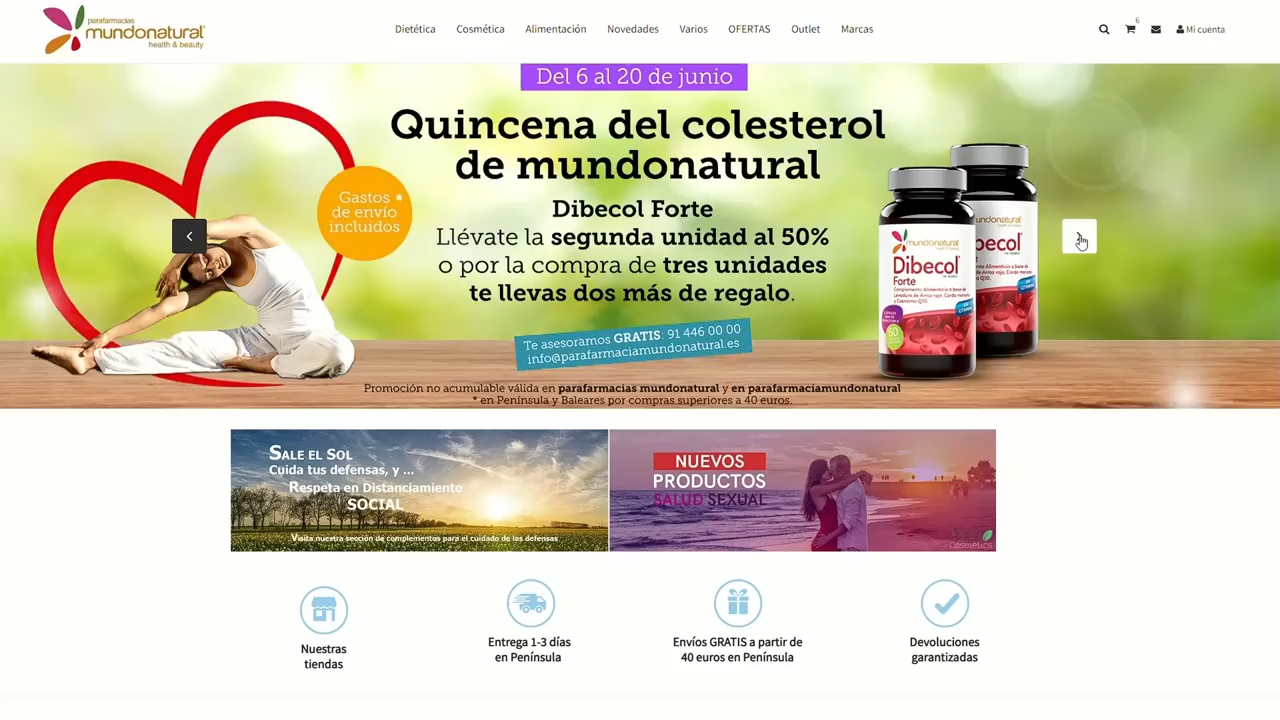 parafarmacias
mundonatural
health & beauty
Dietética
Cosmética
Alimentación
Novedades
Varios
OFERTAS
Outlet
Marcas
6
Mi cuenta
Del 6 al 20 de junio
Quincena del colesterol
de mundonatural
Gastos *
de envío
incluidos
Dibecol Forte
Llévate la segunda unidad al 50%
o por la compra de tres unidades
te llevas dos más de regalo.
Te asesoramos GRATIS: 91 446 00 00
info@parafarmaciamundonatural.es
Promoción no acumulable válida en parafarmacias mundonatural y en parafarmaciamundonatural
* en Península y Baleares por compras superiores a 40 euros.
mundonatural
Dibecol
Forte
60
SALE EL SOL
Cuida tus defensas, y ...
Respeta en Distanciamiento
SOCIAL
Visita nuestra sección de complementos para el cuidado de las defensas
NUEVOS
PRODUCTOS
SALUD SEXUAL
Cosmetics
Nuestras
tiendas
Entrega 1-3 días
en Península
Envíos GRATIS a partir de
40 euros en Península
Devoluciones
garantizadas